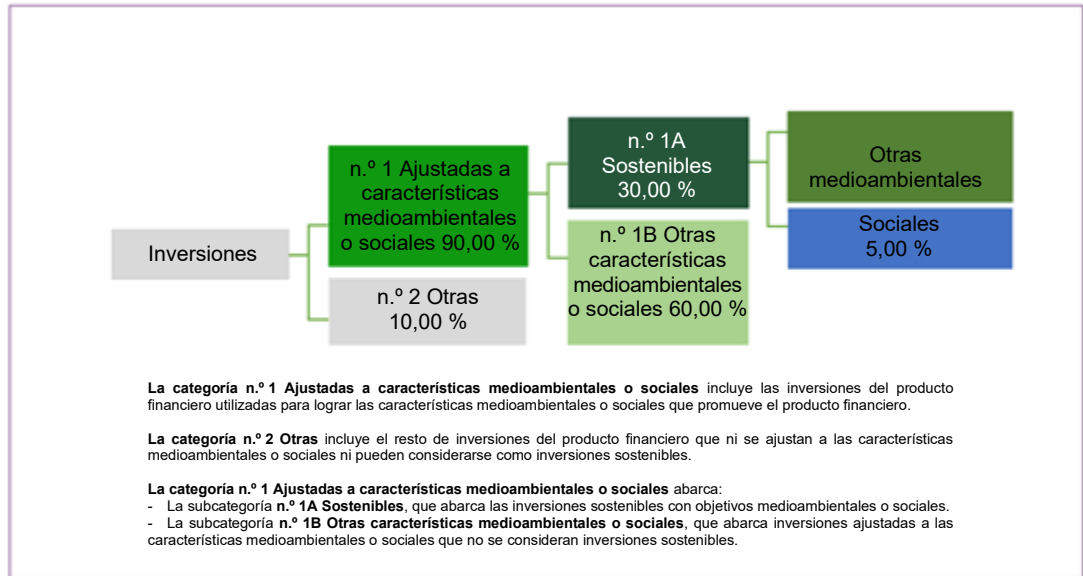 Inversiones
n.º 1 Ajustadas a
características
medioambientales
o sociales 90,00 %
n.º 2 Otras
10,00 %
n.º 1A
Sostenibles
30,00 %
n.º 1B Otras
características
medioambientales
o sociales 60,00 %
Otras
medioambientales
Sociales
5,00 %
La categoría n.º 1 Ajustadas a características medioambientales o sociales incluye las inversiones del producto
financiero utilizadas para lograr las características medioambientales o sociales que promueve el producto financiero.
La categoría n.º 2 Otras incluye el resto de inversiones del producto financiero que ni se ajustan a las características
medioambientales o sociales ni pueden considerarse como inversiones sostenibles.
La categoría n.º 1 Ajustadas a características medioambientales o sociales abarca:
- La subcategoría n.º 1A Sostenibles, que abarca las inversiones sostenibles con objetivos medioambientales o sociales.
- La subcategoría n.º 1B Otras características medioambientales o sociales, que abarca inversiones ajustadas a las
características medioambientales o sociales que no se consideran inversiones sostenibles.